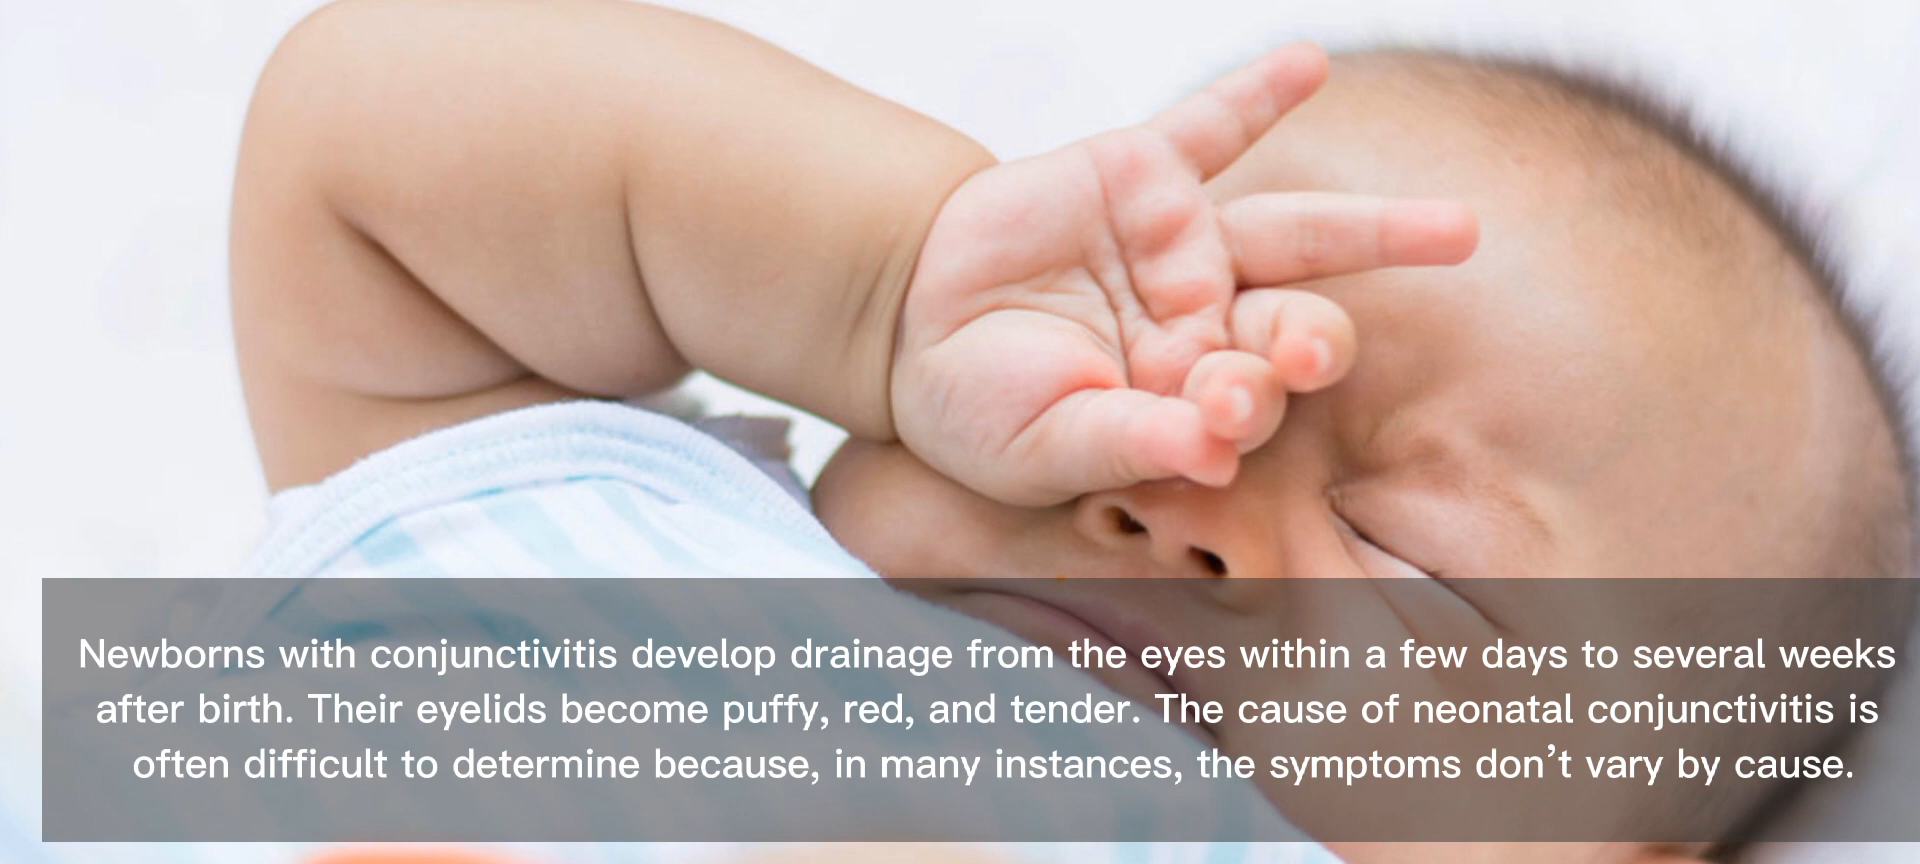 Newborns with conjunctivitis develop drainage from the eyes within a few days to several weeks
after birth. Their eyelids become puffy, red, and tender. The cause of neonatal conjunctivitis is
often difficult to determine because, in many instances, the symptoms don’t vary by cause.